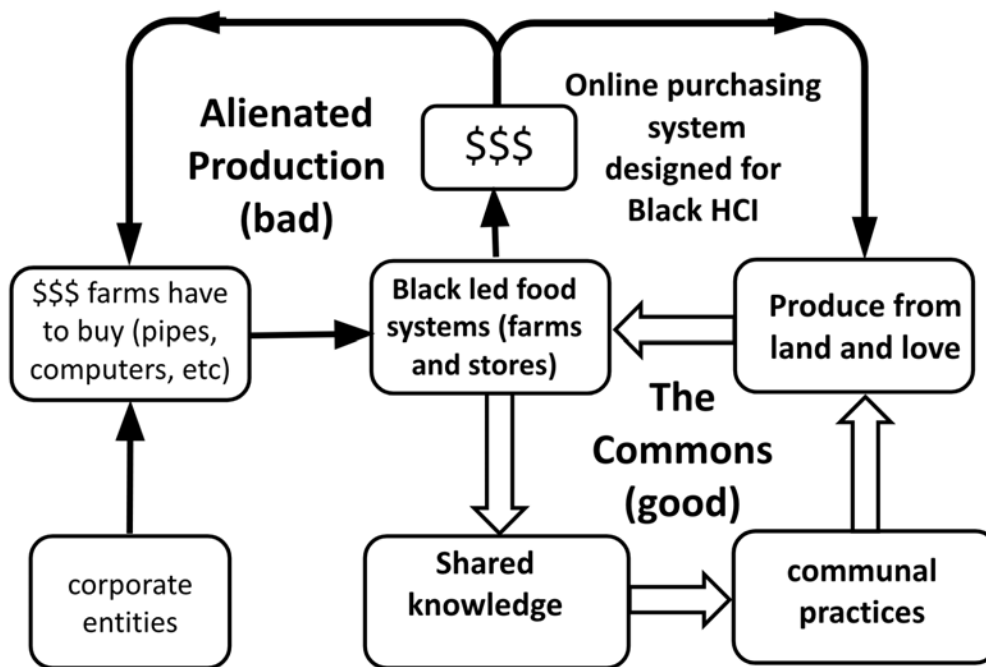 Alienated
Production
(bad)
$$$
Online purchasing
system
designed for
Black HCI
$$$ farms have
to buy (pipes,
computers, etc)
Black led food
systems (farms
and stores)
Produce from
land and love
The
Commons
(good)
corporate
entities
Shared
knowledge
communal
practices